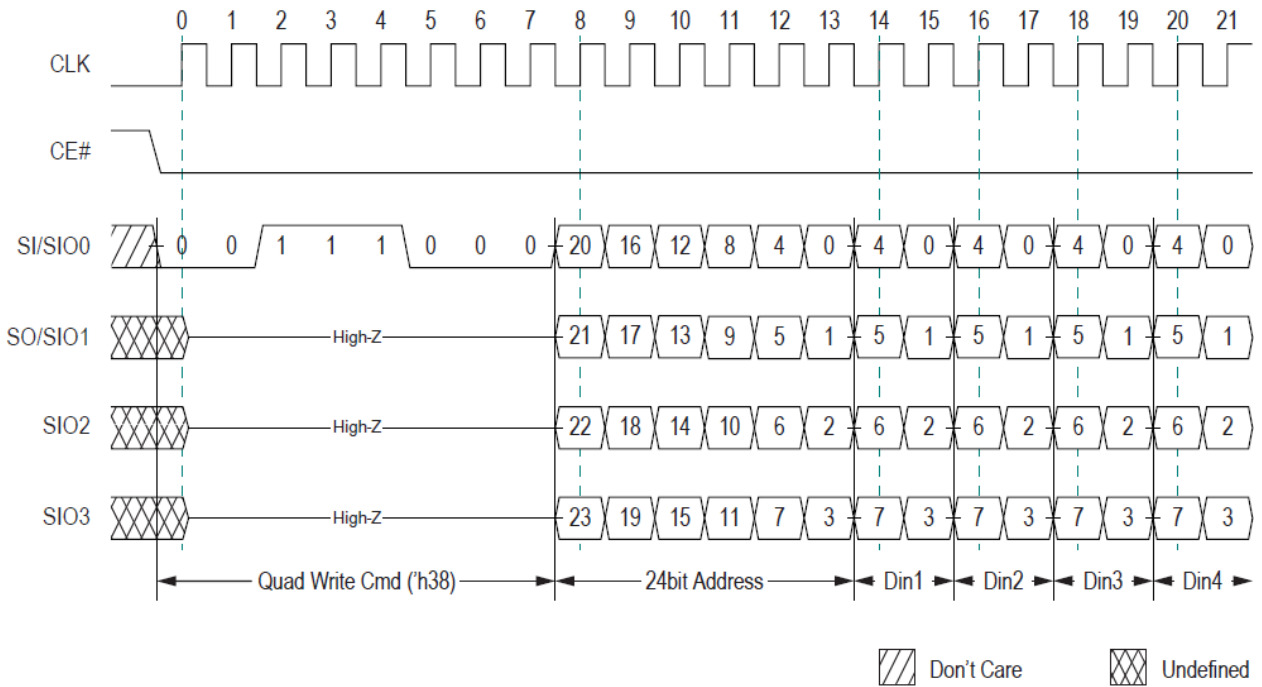 0 1 2 3 4 5 6 7 8 9 10 11 12 13 14 15 16 17 18 19 20 21
CLK
CE#
SI/SIO0 0 0 1 1 1 0 0 0 20 16 12 8 4 0 4 0 4 0 4 0 4 0
SO/SIO1 High-Z 21 17 13 9 5 1 5 1 5 1 5 1 5 1
SIO2 High-Z 22 18 14 10 6 2 6 2 6 2 6 2 6 2
SIO3 High-Z 23 19 15 11 7 3 7 3 7 3 7 3 7 3
Quad Write Cmd ('h38) 24bit Address Din1 Din2 Din3 Din4
Don't Care Undefined